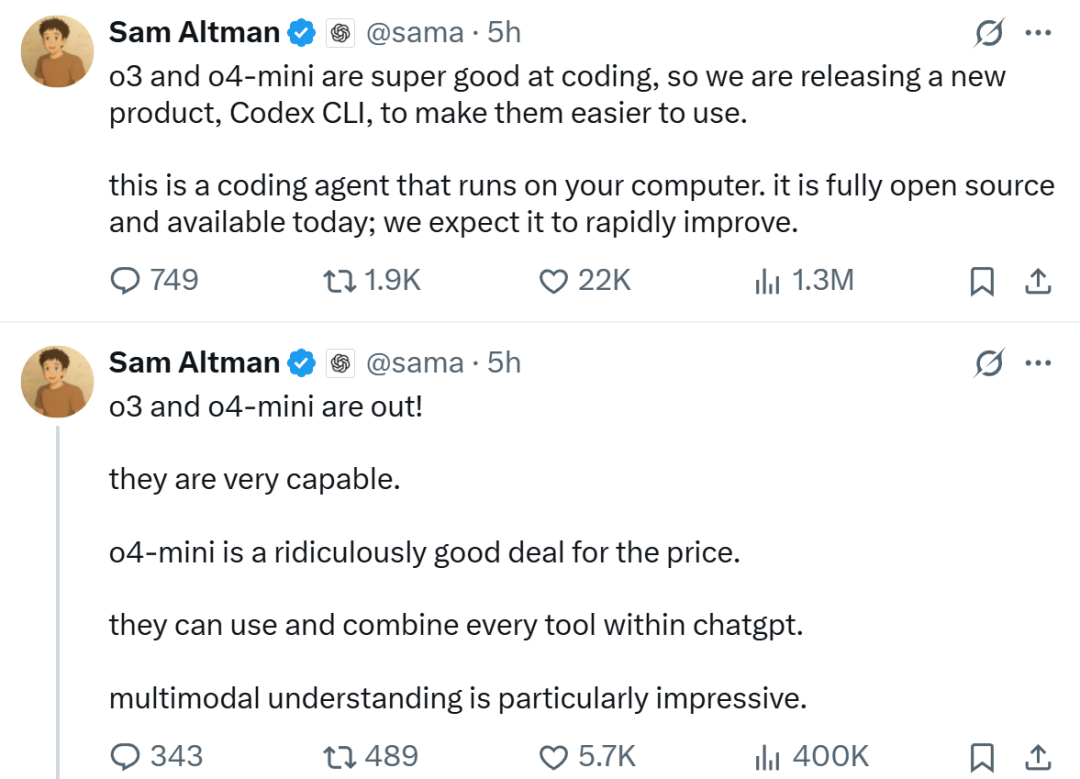 Sam Altman @sama · 5h
o3 and o4-mini are super good at coding, so we are releasing a new
product, Codex CLI, to make them easier to use.
this is a coding agent that runs on your computer. it is fully open source
and available today; we expect it to rapidly improve.
749 1.9K 22K 1.3M
Sam Altman @sama · 5h
o3 and o4-mini are out!
they are very capable.
o4-mini is a ridiculously good deal for the price.
they can use and combine every tool within chatgpt.
multimodal understanding is particularly impressive.
343 489 5.7K 400K